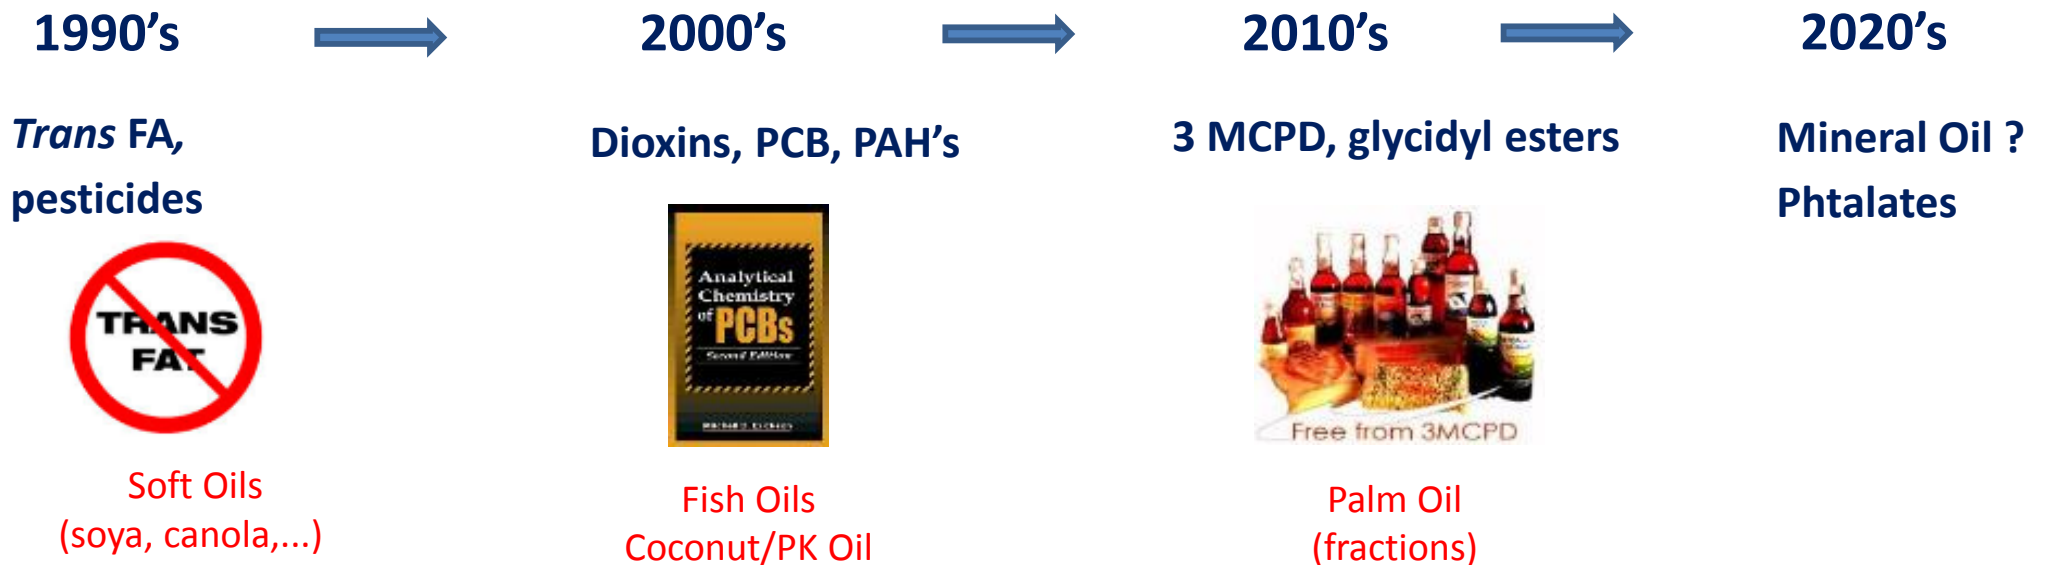 1990’s
2000’s
2010’s
2020’s
Trans FA,
pesticides
Dioxins, PCB, PAH’s
3 MCPD, glycidyl esters
Mineral Oil ?
Phtalates
TRANS
FAT
Analytical
Chemistry
of PCBs
Second Edition
Free from 3MCPD
Soft Oils
(soya, canola,...)
Fish Oils
Coconut/PK Oil
Palm Oil
(fractions)